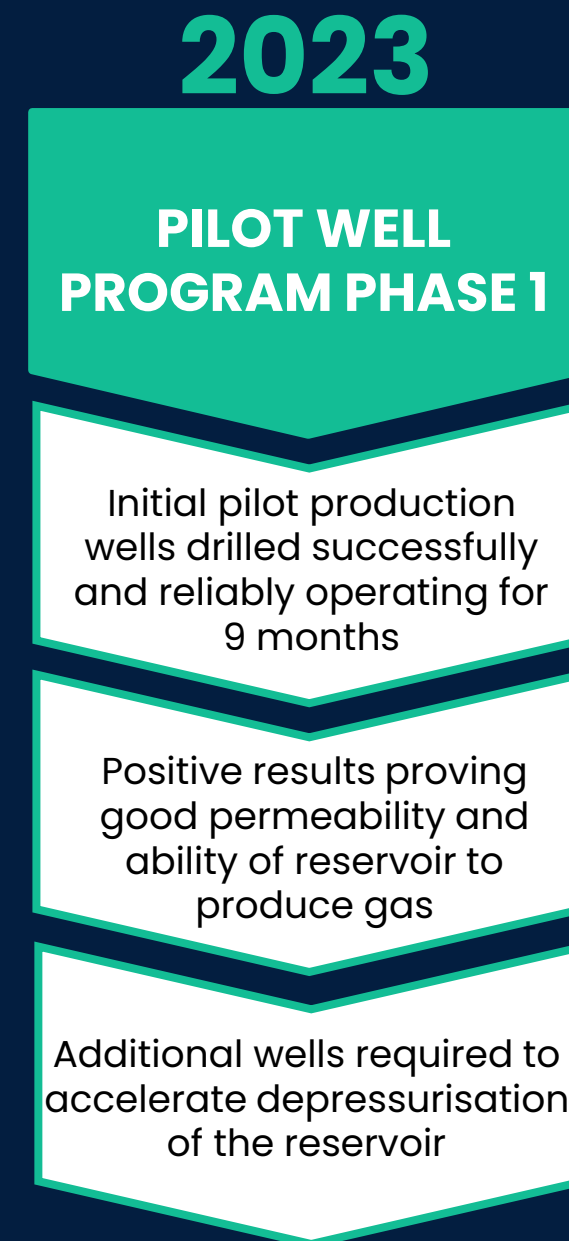 2023
PILOT WELL
PROGRAM PHASE 1
Initial pilot production
wells drilled successfully
and reliably operating for
9 months
Positive results proving
good permeability and
ability of reservoir to
produce gas
Additional wells required to
accelerate depressurisation
of the reservoir